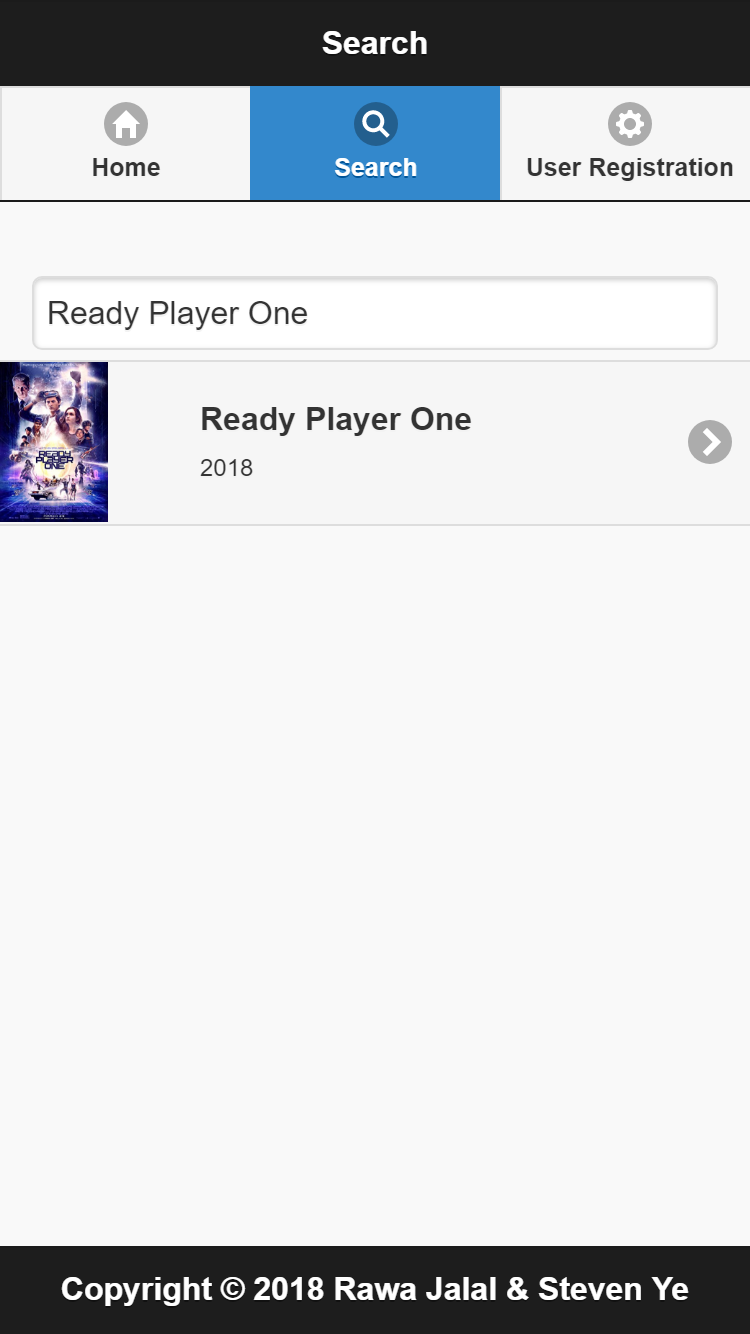 Search
Home
Search
User Registration
Ready Player One
READY
PLAYER
ONE
Ready Player One
2018
Copyright © 2018 Rawa Jalal & Steven Ye